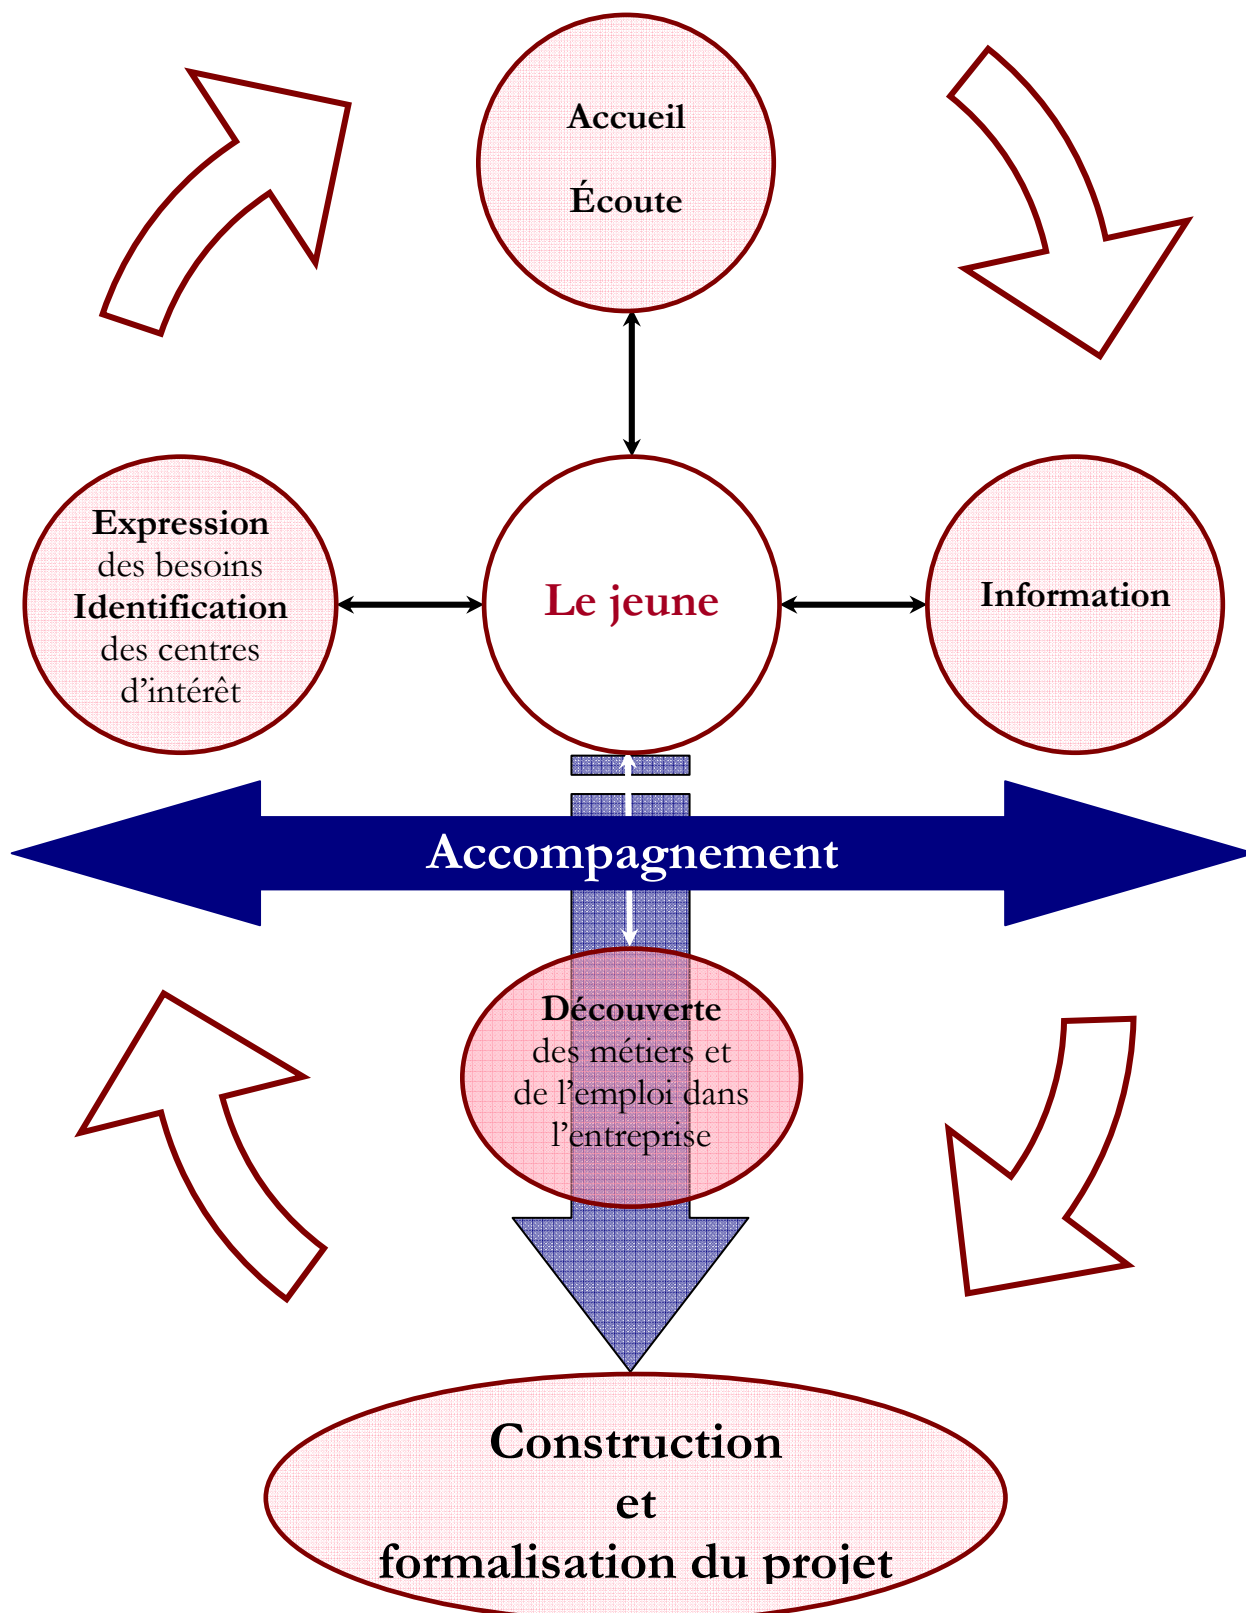 Accueil
Écoute
Expression
des besoins
Identification
des centres
d’intérêt
Le jeune
Information
Accompagnement
Découverte
des métiers et
de l’emploi dans
l’entreprise
Construction
et
formalisation du projet